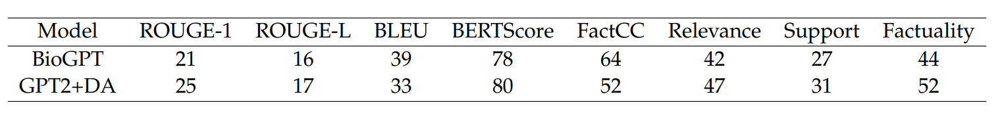 Model ROUGE-1 ROUGE-L BLEU BERTScore FactCC Relevance Support Factuality
BioGPT 21 16 39 78 64 42 27 44
GPT2+DA 25 17 33 80 52 47 31 52